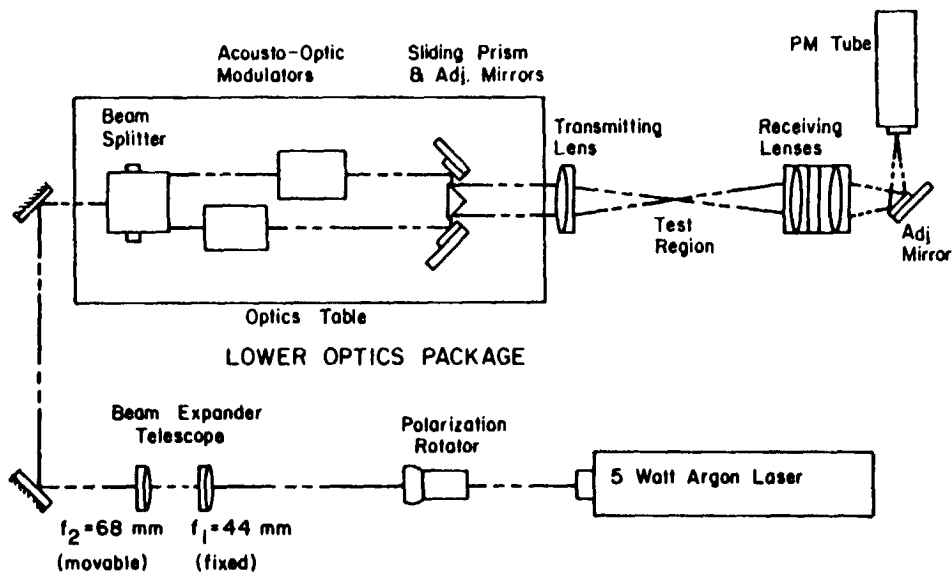 PM Tube
Acousto-Optic
Modulators
Sliding Prism
& Adj. Mirrors
Beam
Splitter
Transmitting
Lens
Receiving
Lenses
Test
Region
Adj
Mirror
Optics Table
LOWER OPTICS PACKAGE
Beam Expander
Telescope
Polarization
Rotator
5 Watt Argon Laser
f₂=68 mm
(movable)
f₁=44 mm
(fixed)